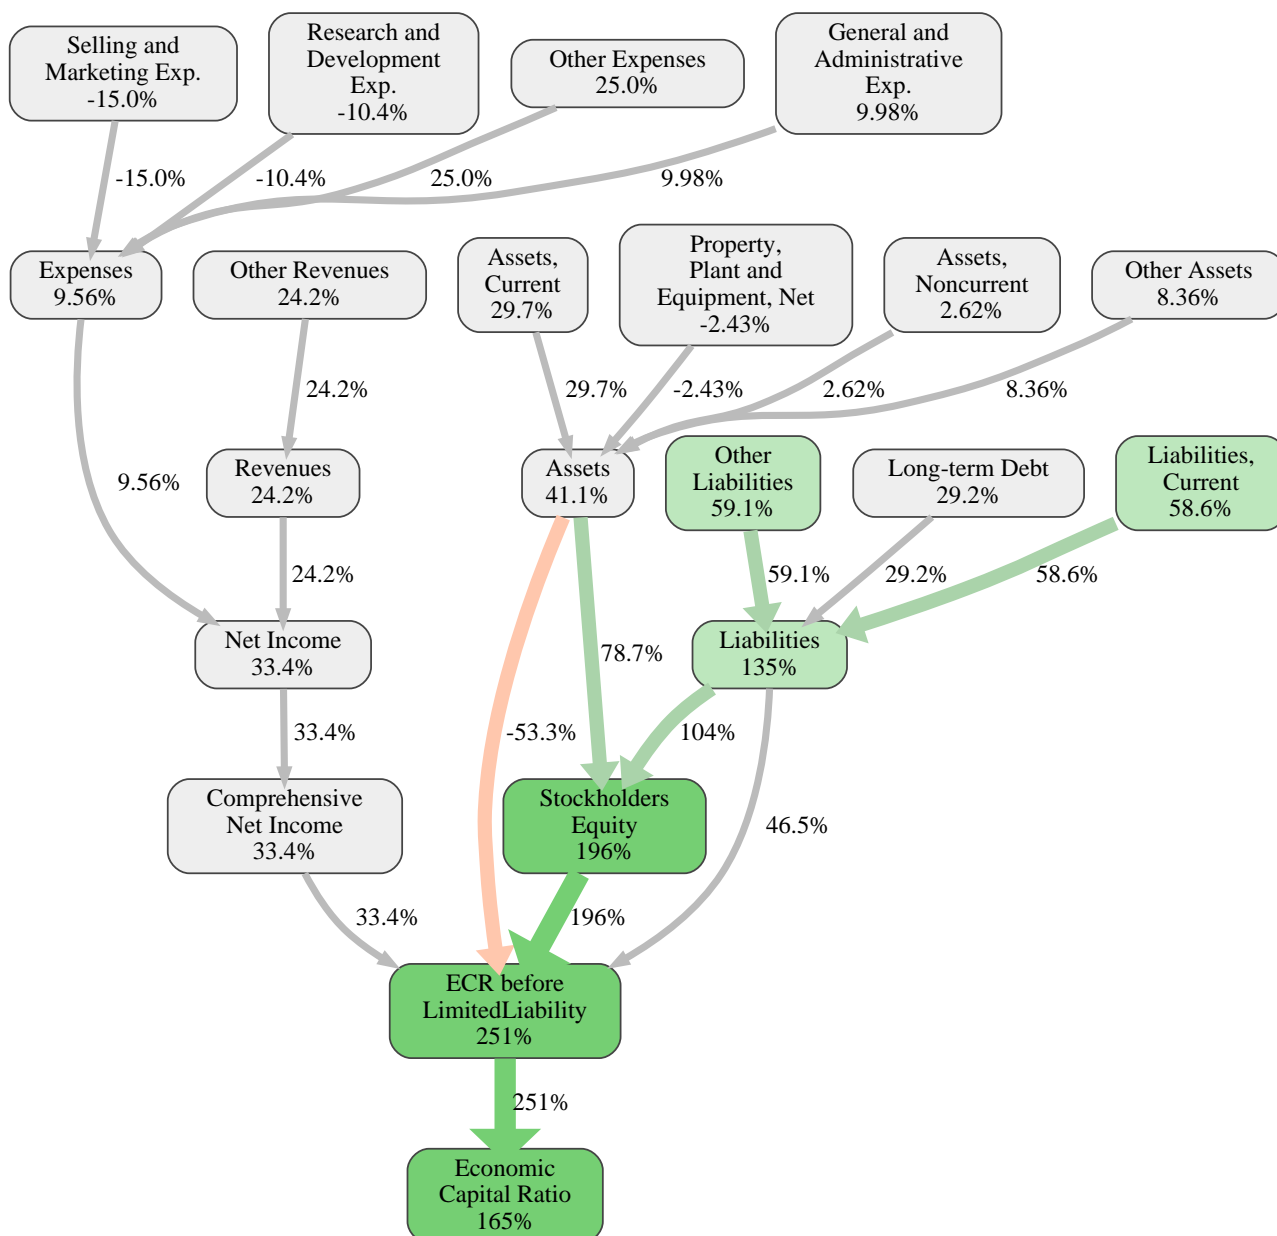 Selling and
Marketing Exp.
-15.0%
Research and
Development
Exp.
-10.4%
Other Expenses
25.0%
General and
Administrative
Exp.
9.98%
-15.0%
-10.4%
25.0%
9.98%
Expenses
9.56%
Other Revenues
24.2%
Assets,
Current
29.7%
Property,
Plant and
Equipment, Net
-2.43%
Assets,
Noncurrent
2.62%
Other Assets
8.36%
24.2%
29.7%
-2.43%
2.62%
8.36%
9.56%
Revenues
24.2%
Assets
41.1%
Other
Liabilities
59.1%
Long-term Debt
29.2%
Liabilities,
Current
58.6%
24.2%
59.1%
29.2%
58.6%
Net Income
33.4%
78.7%
Liabilities
135%
33.4%
-53.3%
104%
Comprehensive
Net Income
33.4%
Stockholders
Equity
196%
46.5%
33.4%
196%
ECR before
LimitedLiability
251%
251%
Economic
Capital Ratio
165%